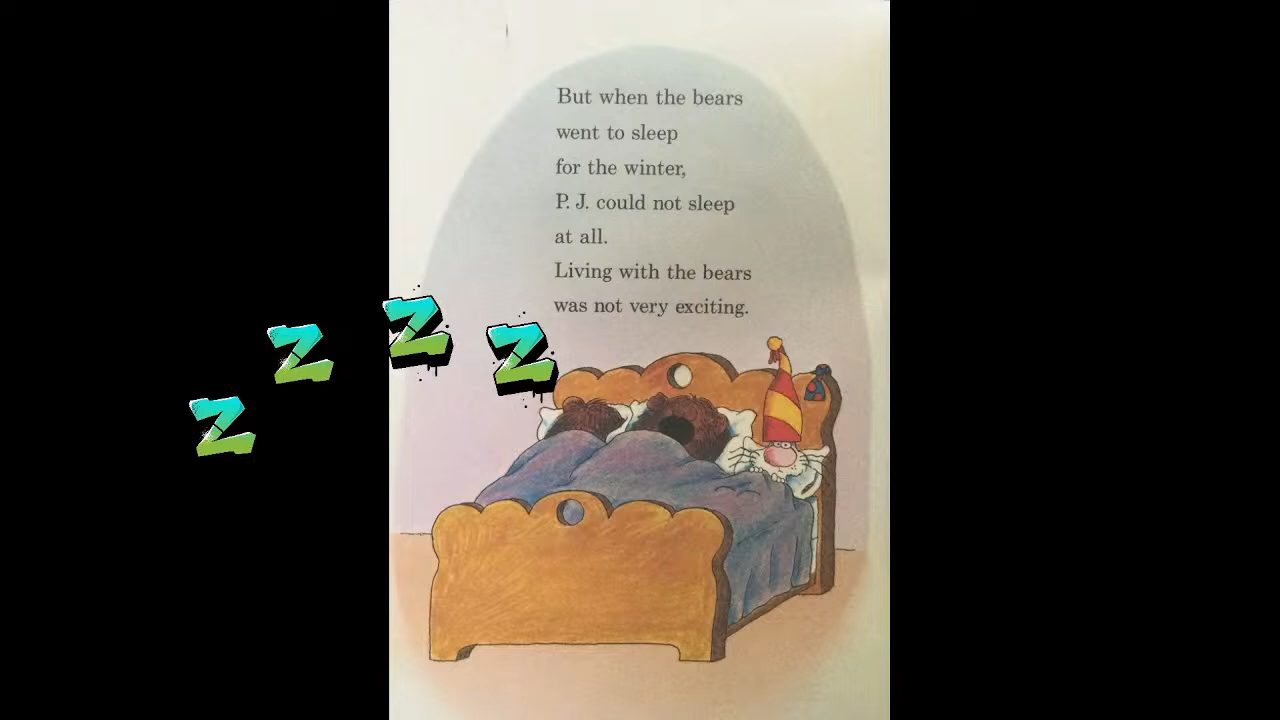 But when the bears
went to sleep
for the winter,
P. J. could not sleep
at all.
Living with the bears
was not very exciting.
Z Z Z Z